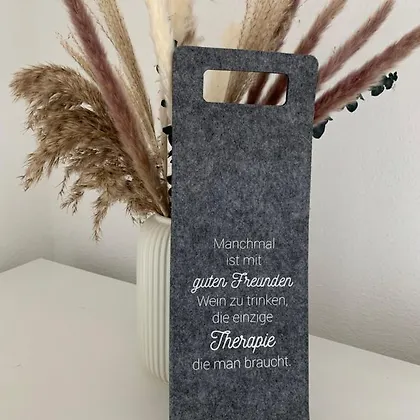 Manchmal
ist mit
guten Freunden
Wein zu trinken,
die einzige
Therapie
die man braucht.